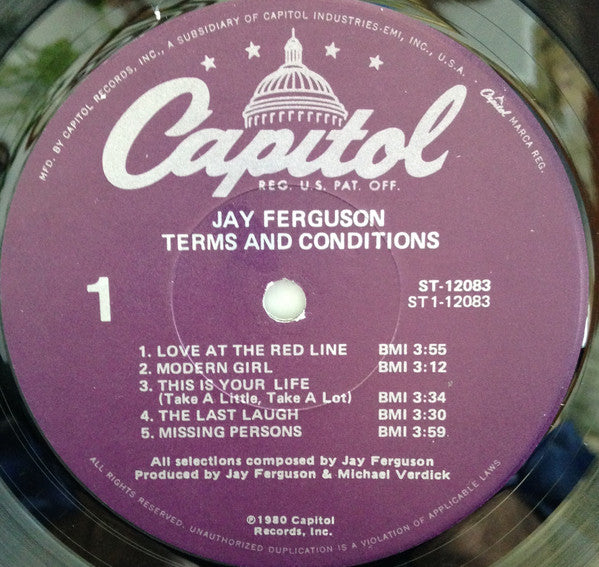 MFD. BY CAPITOL RECORDS, INC., A SUBSIDIARY OF CAPITOL INDUSTRIES-EMI, INC., U.S.A.
Capitol MARCA REG.
Capitol
REG. U.S. PAT. OFF.
JAY FERGUSON
TERMS AND CONDITIONS
1
ST-12083
ST1-12083
1. LOVE AT THE RED LINE BMI 3:55
2. MODERN GIRL BMI 3:12
3. THIS IS YOUR LIFE
(Take A Little, Take A Lot) BMI 3:34
4. THE LAST LAUGH BMI 3:30
5. MISSING PERSONS BMI 3:59
All selections composed by Jay Ferguson
Produced by Jay Ferguson & Michael Verdick
ALL RIGHTS RESERVED. UNAUTHORIZED DUPLICATION IS A VIOLATION OF APPLICABLE LAWS
℗1980 Capitol
Records, Inc.